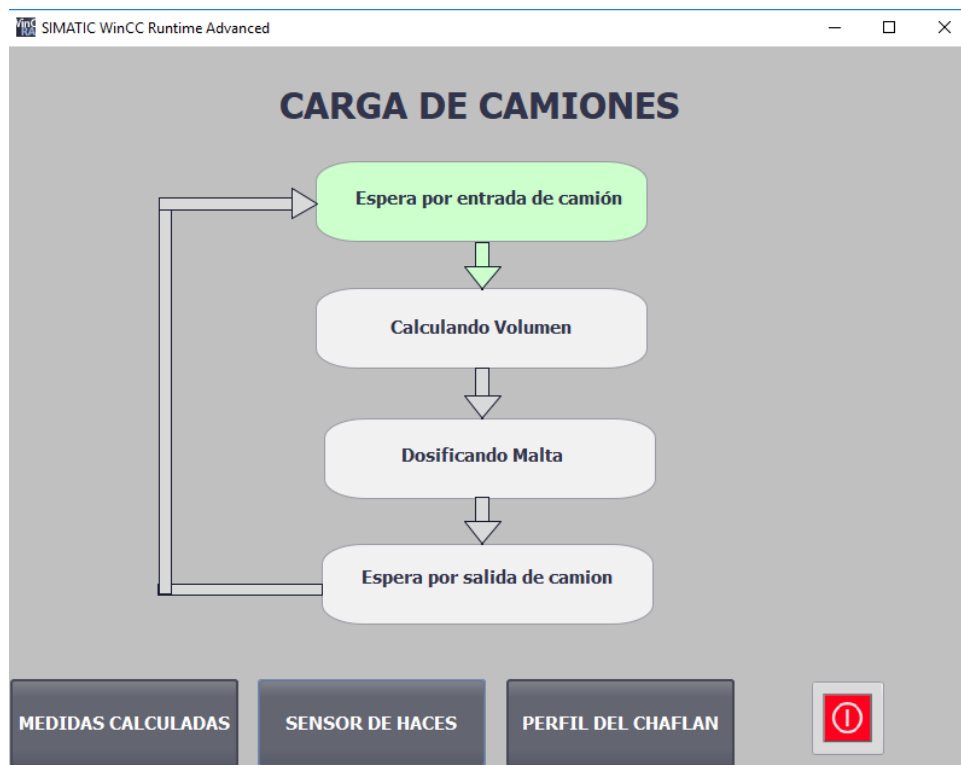 SIMATIC WinCC Runtime Advanced
CARGA DE CAMIONES
Espera por entrada de camión
Calculando Volumen
Dosificando Malta
Espera por salida de camion
MEDIDAS CALCULADAS
SENSOR DE HACES
PERFIL DEL CHAFLAN